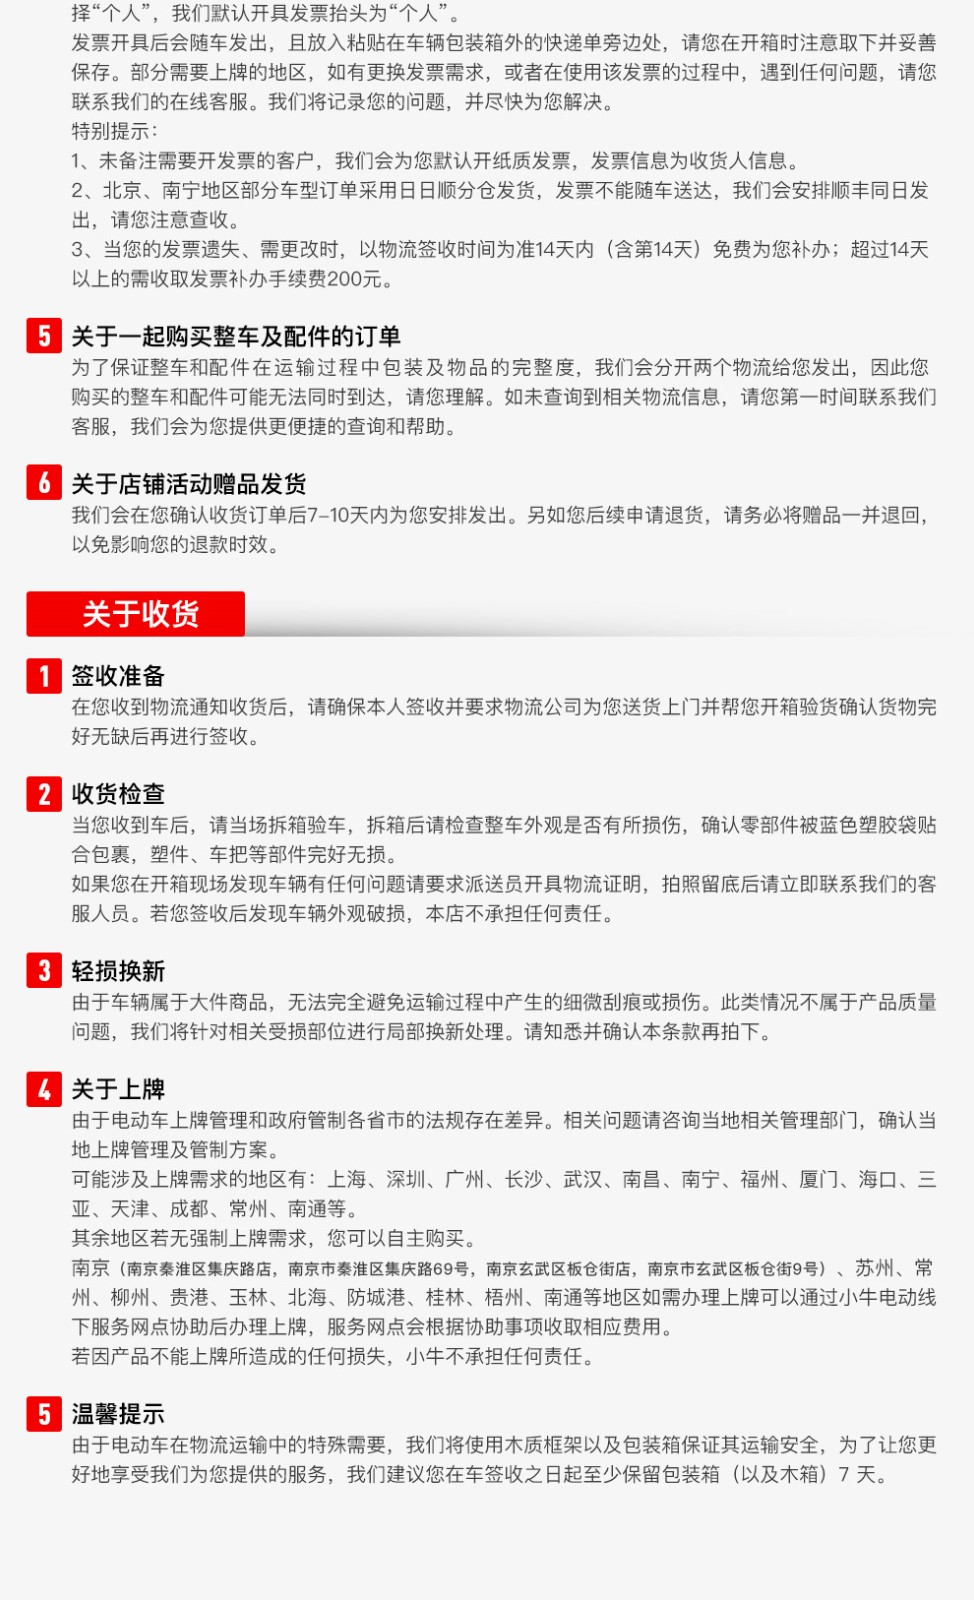 择“个人”，我们默认开具发票抬头为“个人”。
发票开具后会随车发出，且放入粘贴在车辆包装箱外的快递单旁边处，请您在开箱时注意取下并妥善
保存。部分需要上牌的地区，如有更换发票需求，或者在使用该发票的过程中，遇到任何问题，请您
联系我们的在线客服。我们将记录您的问题，并尽快为您解决。
特别提示：
1、未备注需要开发票的客户，我们会为您默认开纸质发票，发票信息为收货人信息。
2、北京、南宁地区部分车型订单采用日日顺分仓发货，发票不能随车送达，我们会安排顺丰同日发
出，请您注意查收。
3、当您的发票遗失、需更改时，以物流签收时间为准14天内（含第14天）免费为您补办；超过14天
以上的需收取发票补办手续费200元。
5 关于一起购买整车及配件的订单
为了保证整车和配件在运输过程中包装及物品的完整度，我们会分开两个物流给您发出，因此您
购买的整车和配件可能无法同时到达，请您理解。如未查询到相关物流信息，请您第一时间联系我们
客服，我们会为您提供更便捷的查询和帮助。
6 关于店铺活动赠品发货
我们会在您确认收货订单后7-10天内为您安排发出。另如您后续申请退货，请务必将赠品一并退回，
以免影响您的退款时效。
关于收货
1 签收准备
在您收到物流通知收货后，请确保本人签收并要求物流公司为您送货上门并帮您开箱验货确认货物完
好无缺后再进行签收。
2 收货检查
当您收到车后，请当场拆箱验车，拆箱后请检查整车外观是否有所损伤，确认零部件被蓝色塑胶袋贴
合包裹，塑件、车把等部件完好无损。
如果您在开箱现场发现车辆有任何问题请要求派送员开具物流证明，拍照留底后请立即联系我们的客
服人员。若您签收后发现车辆外观破损，本店不承担任何责任。
3 轻损换新
由于车辆属于大件商品，无法完全避免运输过程中产生的细微刮痕或损伤。此类情况不属于产品质量
问题，我们将针对相关受损部位进行局部换新处理。请知悉并确认本条款再拍下。
4 关于上牌
由于电动车上牌管理和政府管制各省市的法规存在差异。相关问题请咨询当地相关管理部门，确认当
地上牌管理及管制方案。
可能涉及上牌需求的地区有：上海、深圳、广州、长沙、武汉、南昌、南宁、福州、厦门、海口、三
亚、天津、成都、常州、南通等。
其余地区若无强制上牌需求，您可以自主购买。
南京（南京秦淮区集庆路店，南京市秦淮区集庆路69号，南京玄武区板仓街店，南京市玄武区板仓街9号）、苏州、常
州、柳州、贵港、玉林、北海、防城港、桂林、梧州、南通等地区如需办理上牌可以通过小牛电动线
下服务网点协助后办理上牌，服务网点会根据协助事项收取相应费用。
若因产品不能上牌所造成的任何损失，小牛不承担任何责任。
5 温馨提示
由于电动车在物流运输中的特殊需要，我们将使用木质框架以及包装箱保证其运输安全，为了让您更
好地享受我们为您提供的服务，我们建议您在车签收之日起至少保留包装箱（以及木箱）7 天。